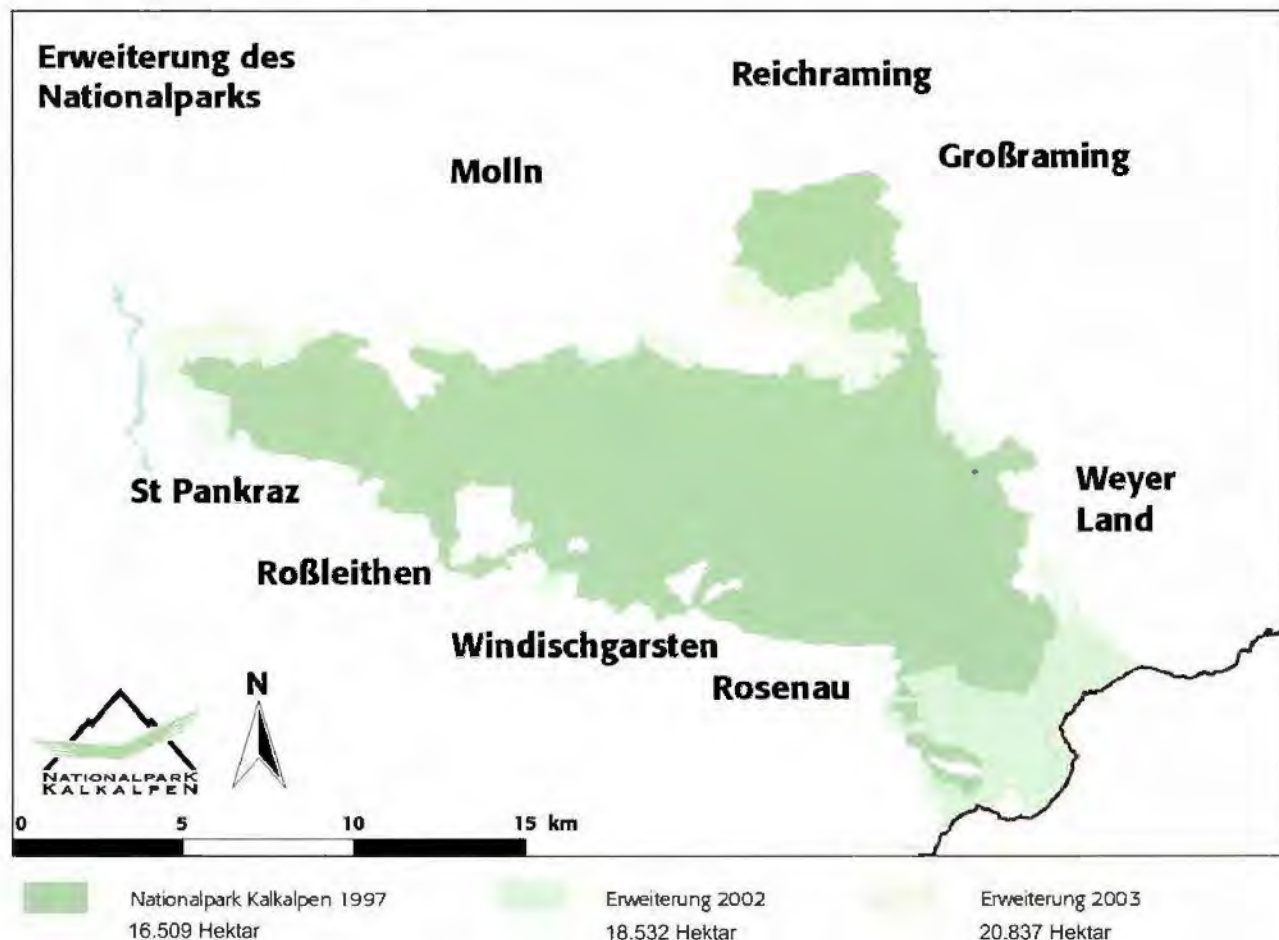 Erweiterung des
Nationalparks
Reichraming
Großraming
Molln
St Pankraz
Weyer
Land
Roßleithen
Windischgarsten
Rosenau
N
NATIONALPARK
KALKALPEN
0 5 10 15 km
Nationalpark Kalkalpen 1997
16.509 Hektar
Erweiterung 2002
18.532 Hektar
Erweiterung 2003
20.837 Hektar